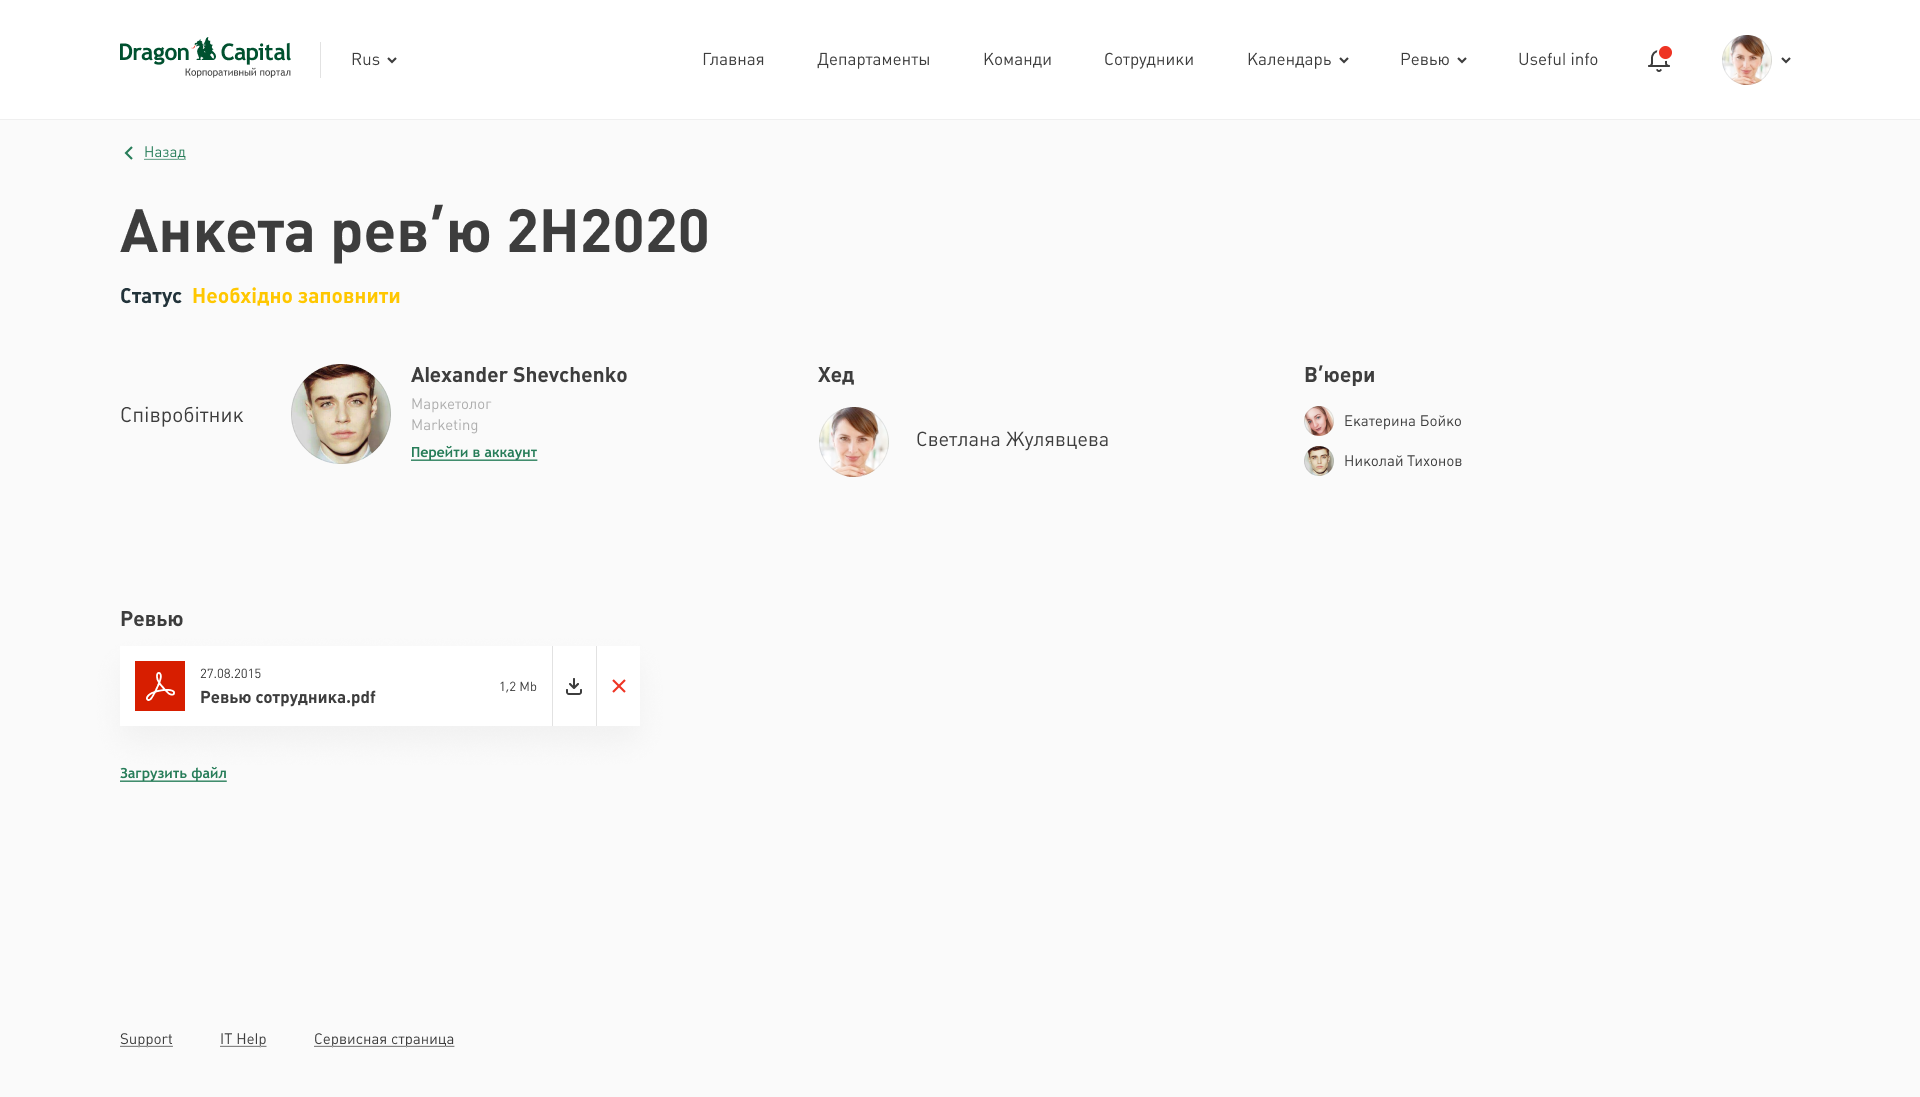 Dragon Capital
Корпоративный портал
Rus
Главная
Департаменты
Команди
Сотрудники
Календарь
Ревью
Useful info
Назад
Анкета рев’ю 2H2020
Статус Необхідно заповнити
Співробітник
Alexander Shevchenko
Маркетолог
Marketing
Перейти в аккаунт
Хед
Светлана Жулявцева
В’юери
Екатерина Бойко
Николай Тихонов
Ревью
27.08.2015
Ревью сотрудника.pdf
1,2 Mb
Загрузить файл
Support
IT Help
Сервисная страница